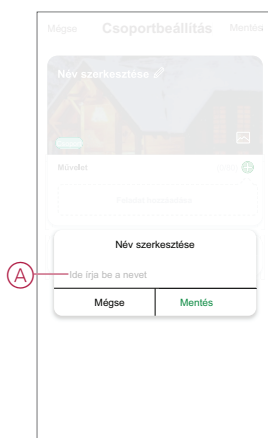 Mégse Csoportbeállítás Mentés
Név szerkesztése
Művelet
Név szerkesztése
A
Ide írja be a nevet
Mégse Mentés